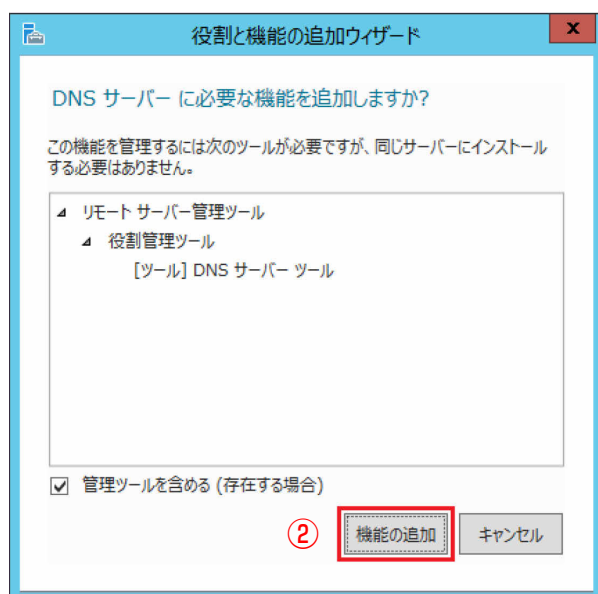 役割と機能の追加ウィザード
x
DNS サーバー に必要な機能を追加しますか?
この機能を管理するには次のツールが必要ですが、同じサーバーにインストール
する必要はありません。
リモート サーバー管理ツール
役割管理ツール
[ツール] DNS サーバー ツール
管理ツールを含める (存在する場合)
② 機能の追加 キャンセル